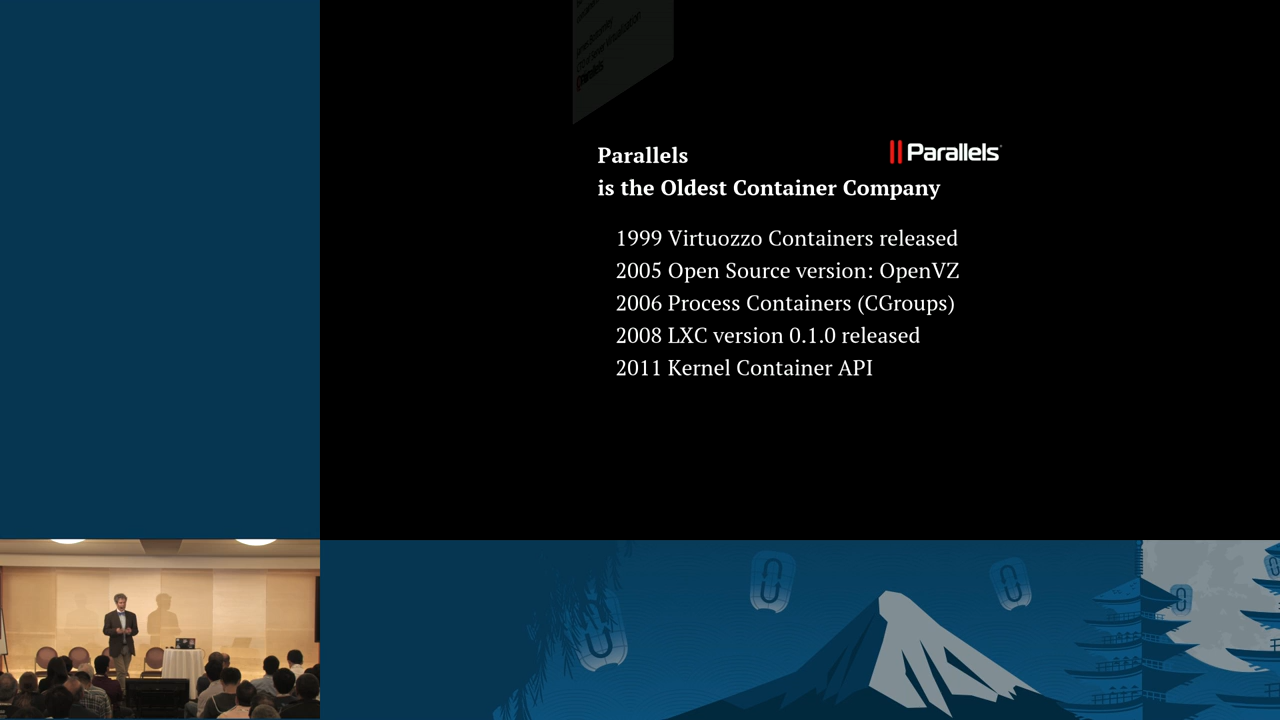 Parallels
Parallels
is the Oldest Container Company
1999 Virtuozzo Containers released
2005 Open Source version: OpenVZ
2006 Process Containers (CGroups)
2008 LXC version 0.1.0 released
2011 Kernel Container API